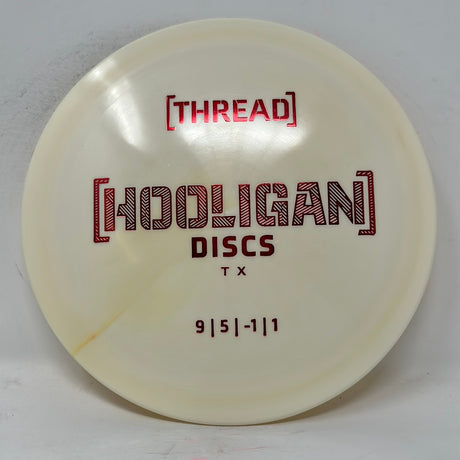 [THREAD]
[HOOLIGAN]
DISCS
TX
9|5|-1|1